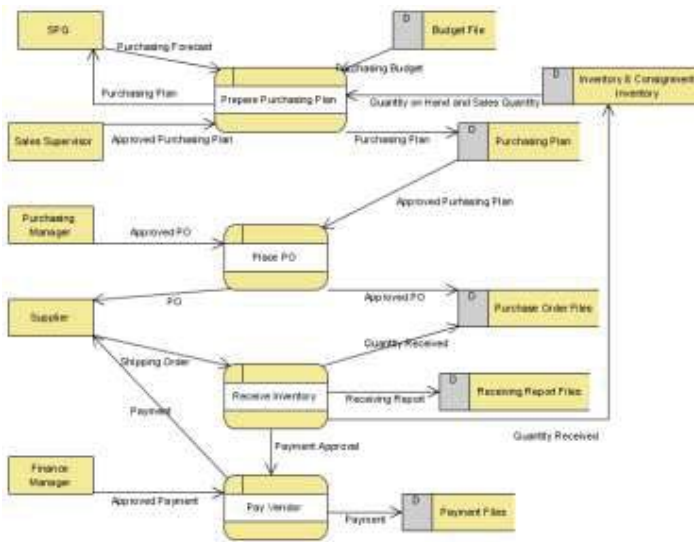 SPG
Purchasing Forecast
D
Budget File
Purchasing Budget
D
Inventory & Consignment
Inventory
Purchasing Plan
Prepare Purchasing Plan
Quantity on Hand and Sales Quantity
Sales Supervisor
Approved Purchasing Plan
Purchasing Plan
D
Purchasing Plan
Approved Purhasing Plan
Purchasing
Manager
Approved PO
Place PO
PO
Approved PO
D
Purchase Order Files
Supplier
Quantity Received
Shipping Order
Receive Inventory
D
Receiving Report Files
Receiving Report
Payment
Payment Approval
Quantity Received
Finance
Manager
Approved Payment
Pay Vendor
Payment
D
Payment Files